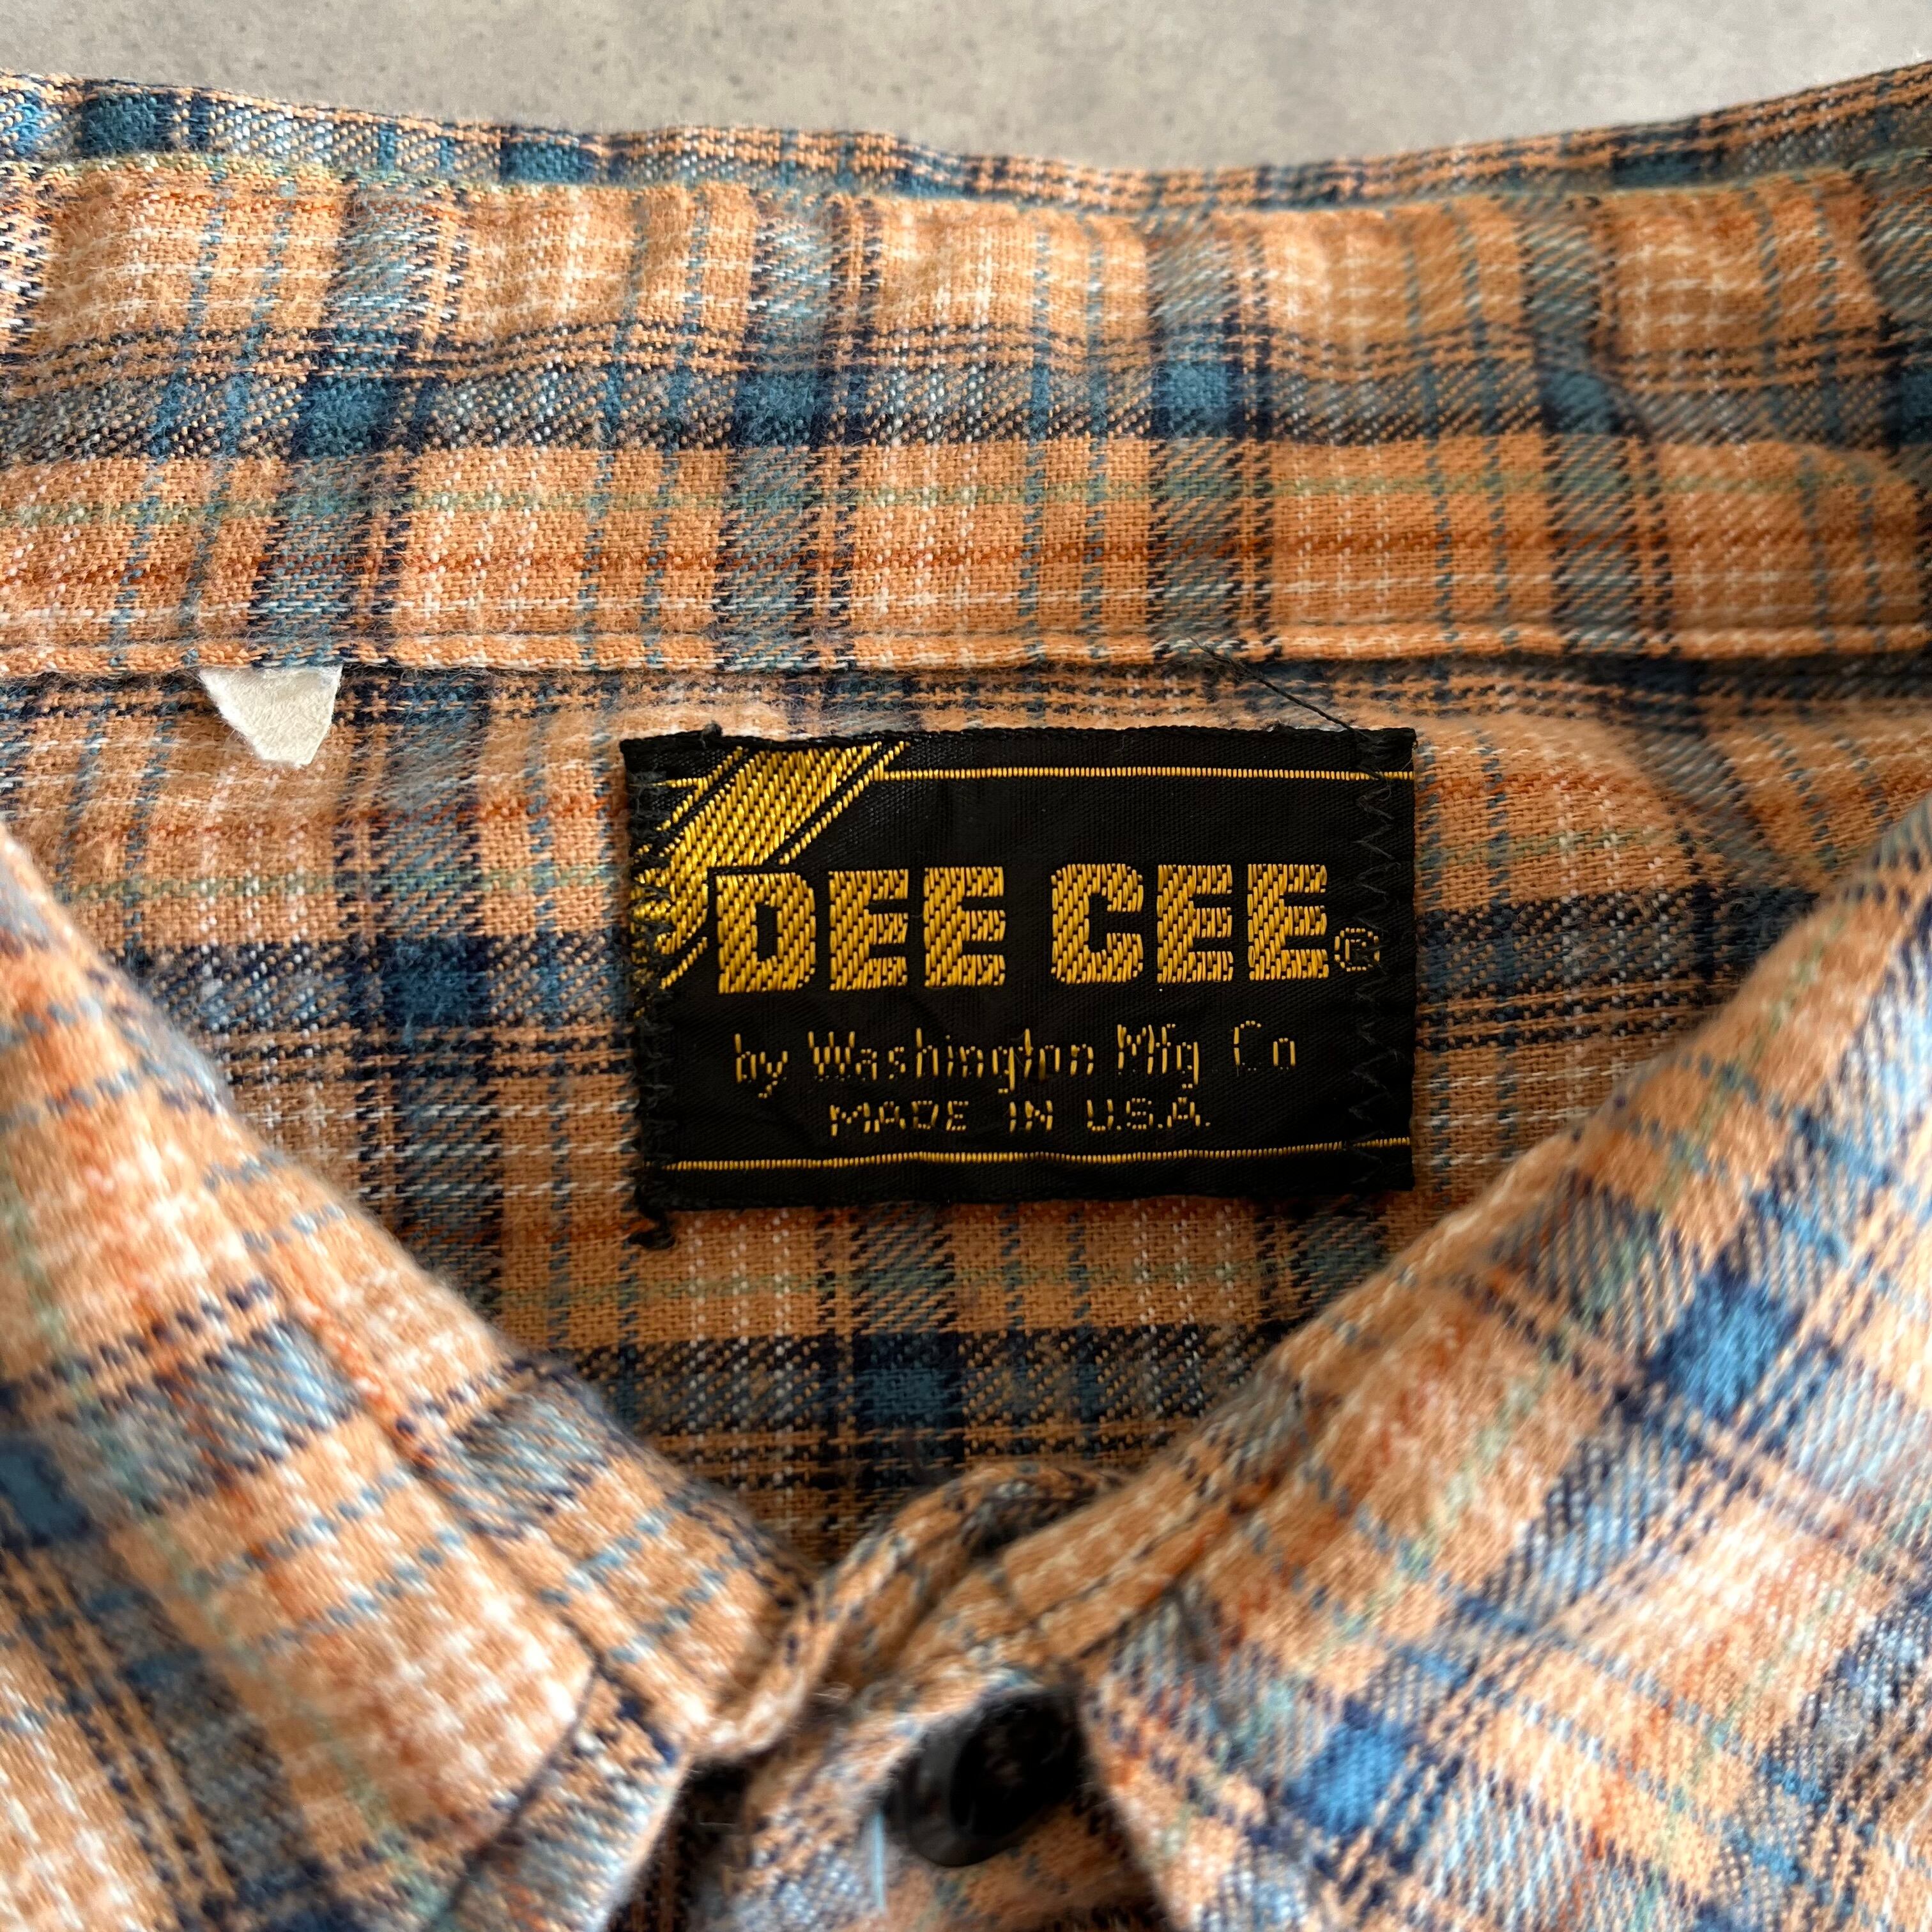 DEE CEE®
by Washington Mfg Co
MADE IN U.S.A.